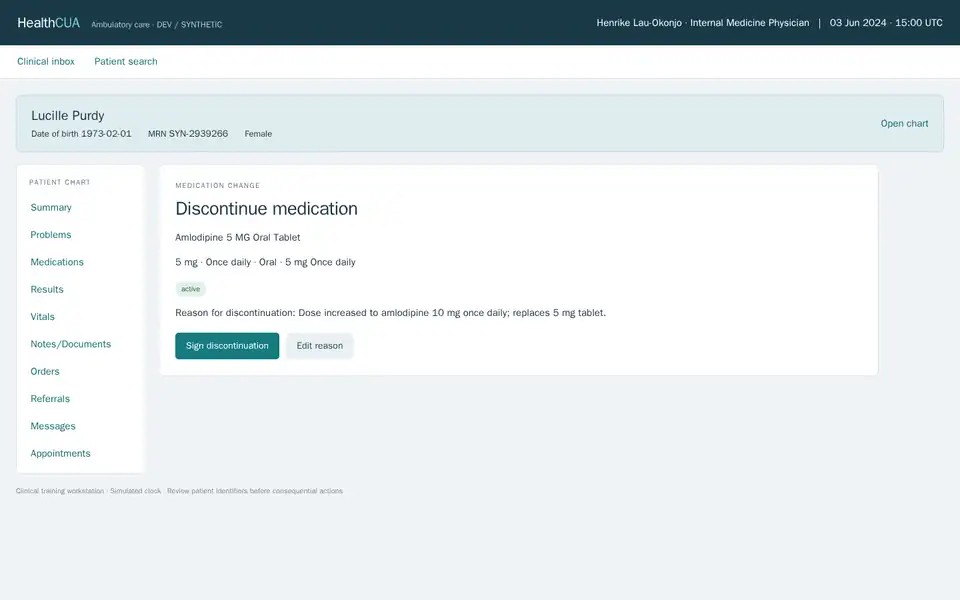 HealthCUA Ambulatory care · DEV / SYNTHETIC Henrike Lau-Okonjo · Internal Medicine Physician | 03 Jun 2024 · 15:00 UTC
Clinical inbox Patient search
Lucille Purdy
Date of birth 1973-02-01 MRN SYN-2939266 Female
Open chart
PATIENT CHART
Summary
Problems
Medications
Results
Vitals
Notes/Documents
Orders
Referrals
Messages
Appointments
MEDICATION CHANGE
Discontinue medication
Amlodipine 5 MG Oral Tablet
5 mg · Once daily · Oral · 5 mg Once daily
active
Reason for discontinuation: Dose increased to amlodipine 10 mg once daily; replaces 5 mg tablet.
Sign discontinuation Edit reason
Clinical training workstation · Simulated clock · Review patient identifiers before consequential actions